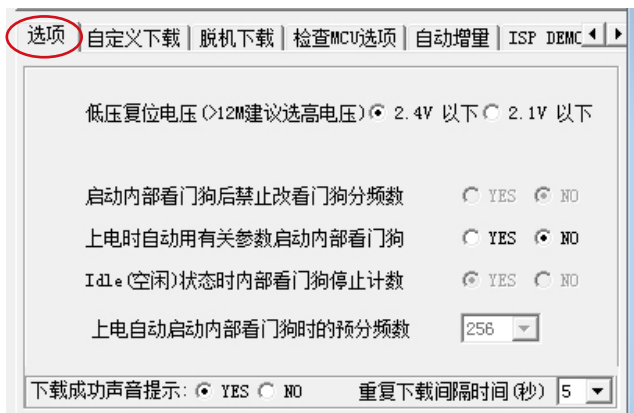 选项 自定义下载 脱机下载 检查MCU选项 自动增量 ISP DEMO
低压复位电压(>12M建议选高电压) 2.4V 以下 2.1V 以下
启动内部看门狗后禁止改看门狗分频数 YES NO
上电时自动用有关参数启动内部看门狗 YES NO
Idle(空闲)状态时内部看门狗停止计数 YES NO
上电自动启动内部看门狗时的预分频数 256
下载成功声音提示: YES NO 重复下载间隔时间(秒) 5